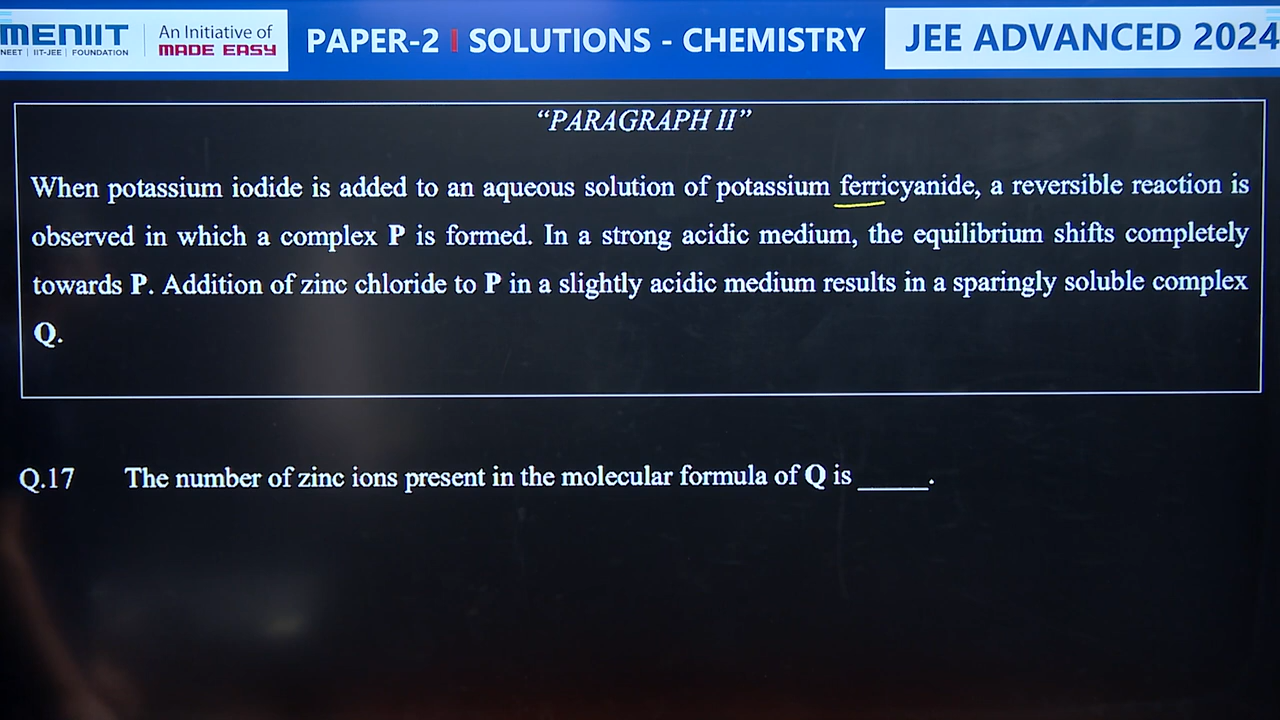 MENIIT
NEET | IIT-JEE | FOUNDATION
An Initiative of
MADE EASY
PAPER-2 | SOLUTIONS - CHEMISTRY
JEE ADVANCED 2024
“PARAGRAPH II”
When potassium iodide is added to an aqueous solution of potassium ferricyanide, a reversible reaction is
observed in which a complex P is formed. In a strong acidic medium, the equilibrium shifts completely
towards P. Addition of zinc chloride to P in a slightly acidic medium results in a sparingly soluble complex
Q.
Q.17 The number of zinc ions present in the molecular formula of Q is _____.